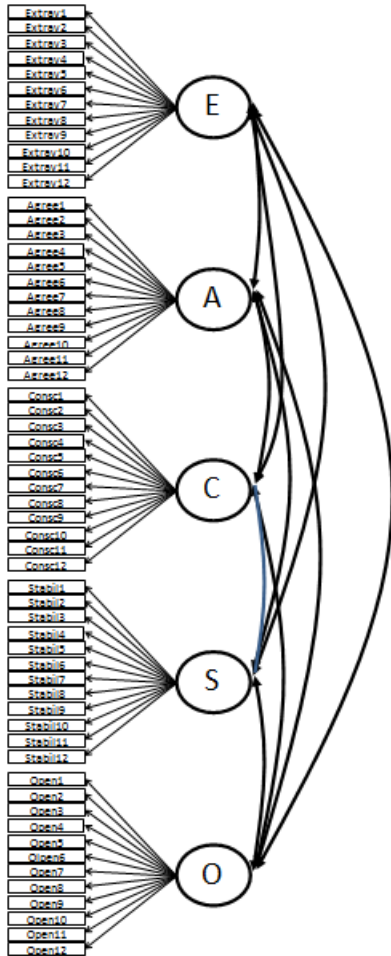 Extrav1
Extrav2
Extrav3
Extrav4
Extrav5
Extrav6
Extrav7
Extrav8
Extrav9
Extrav10
Extrav11
Extrav12
E
Agree1
Agree2
Agree3
Agree4
Agree5
Agree6
Agree7
Agree8
Agree9
Agree10
Agree11
Agree12
A
Consc1
Consc2
Consc3
Consc4
Consc5
Consc6
Consc7
Consc8
Consc9
Consc10
Consc11
Consc12
C
Stabil1
Stabil2
Stabil3
Stabil4
Stabil5
Stabil6
Stabil7
Stabil8
Stabil9
Stabil10
Stabil11
Stabil12
S
Open1
Open2
Open3
Open4
Open5
Olpen6
Open7
Open8
Open9
Open10
Open11
Open12
O